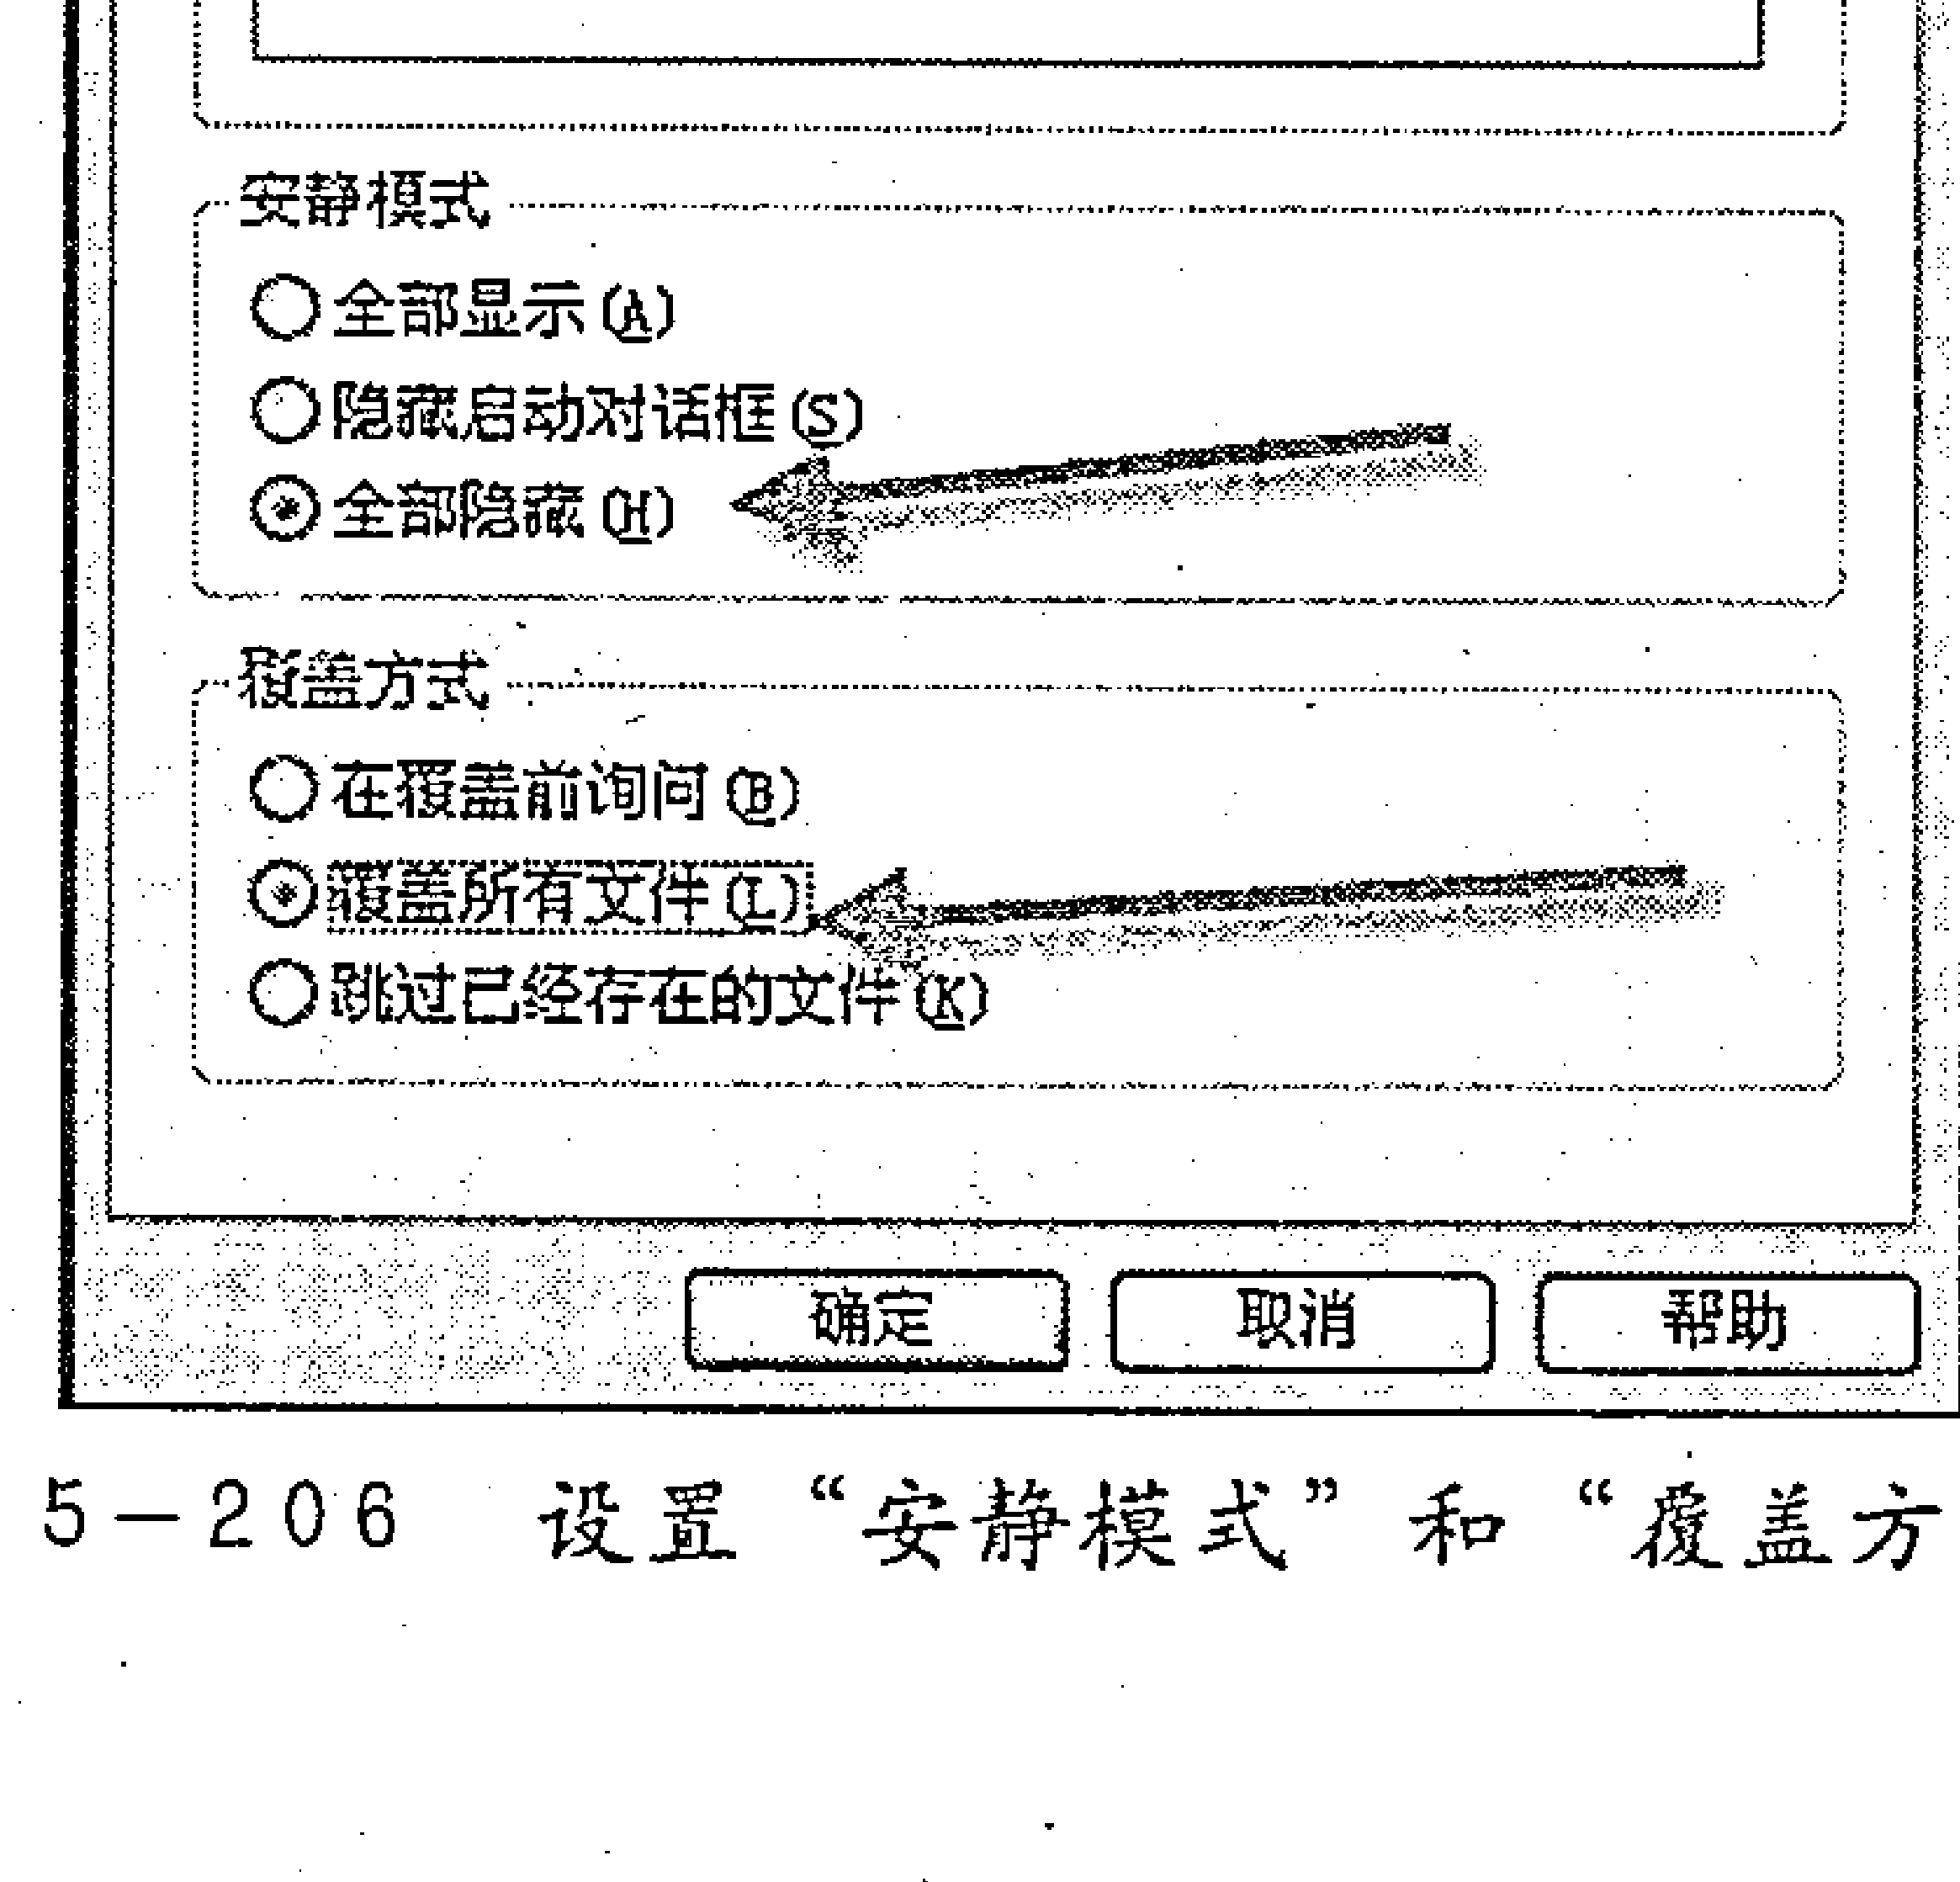 安静模式
全部显示(A)
隐藏启动对话框(S)
全部隐藏(H)
覆盖方式
在覆盖前询问(B)
覆盖所有文件(L)
跳过已经存在的文件(K)
确定 取消 帮助
5-206 设置“安静模式”和“覆盖方